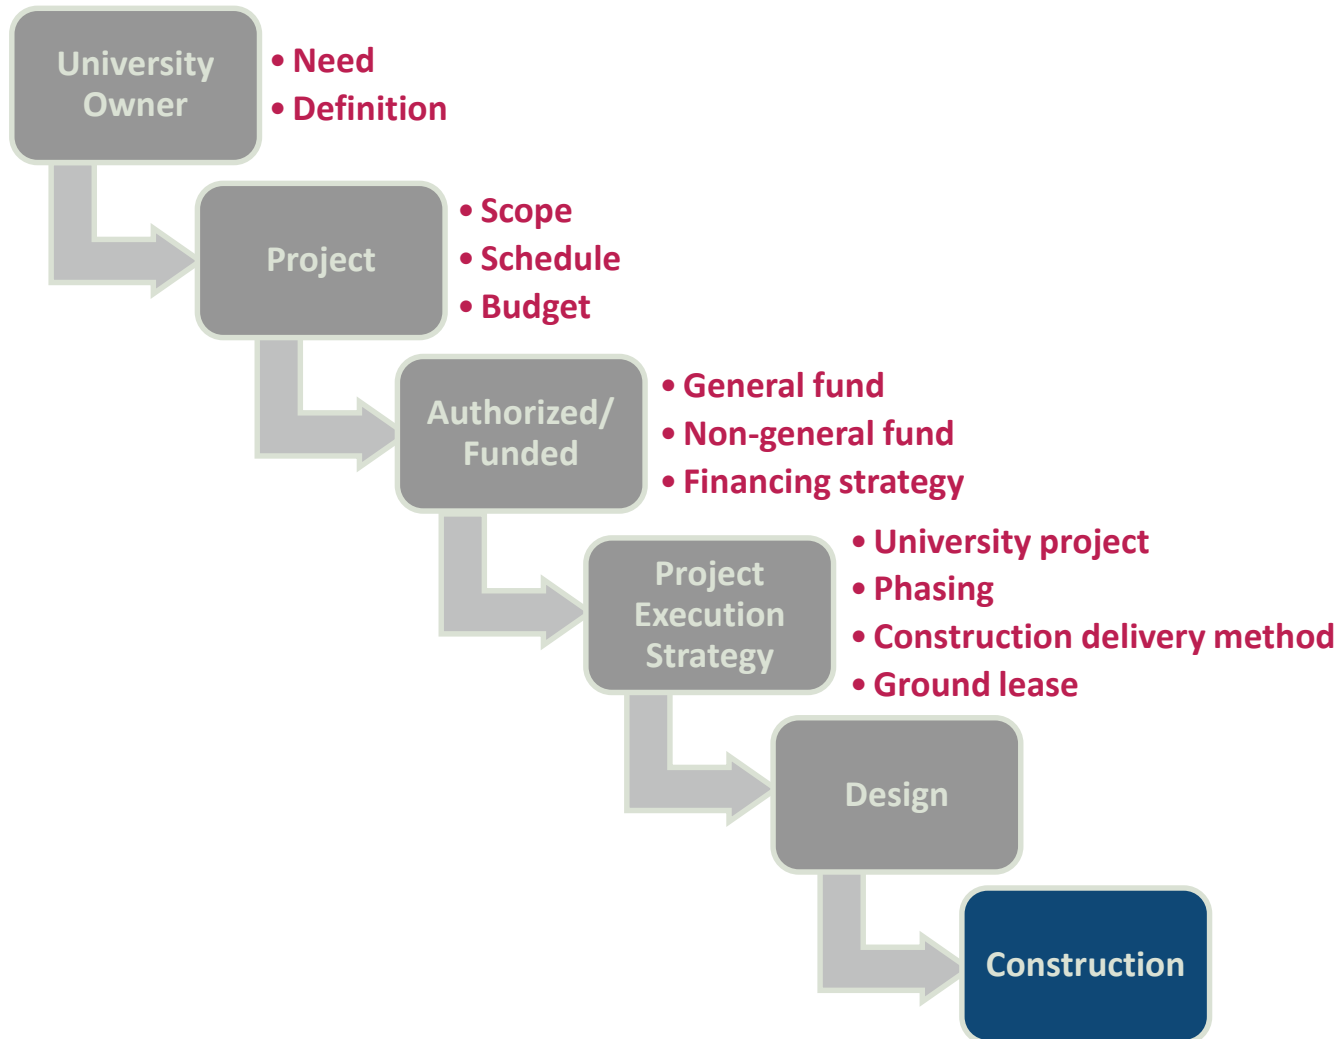 University
Owner
• Need
• Definition
Project
• Scope
• Schedule
• Budget
Authorized/
Funded
• General fund
• Non-general fund
• Financing strategy
Project
Execution
Strategy
• University project
• Phasing
• Construction delivery method
• Ground lease
Design
Construction